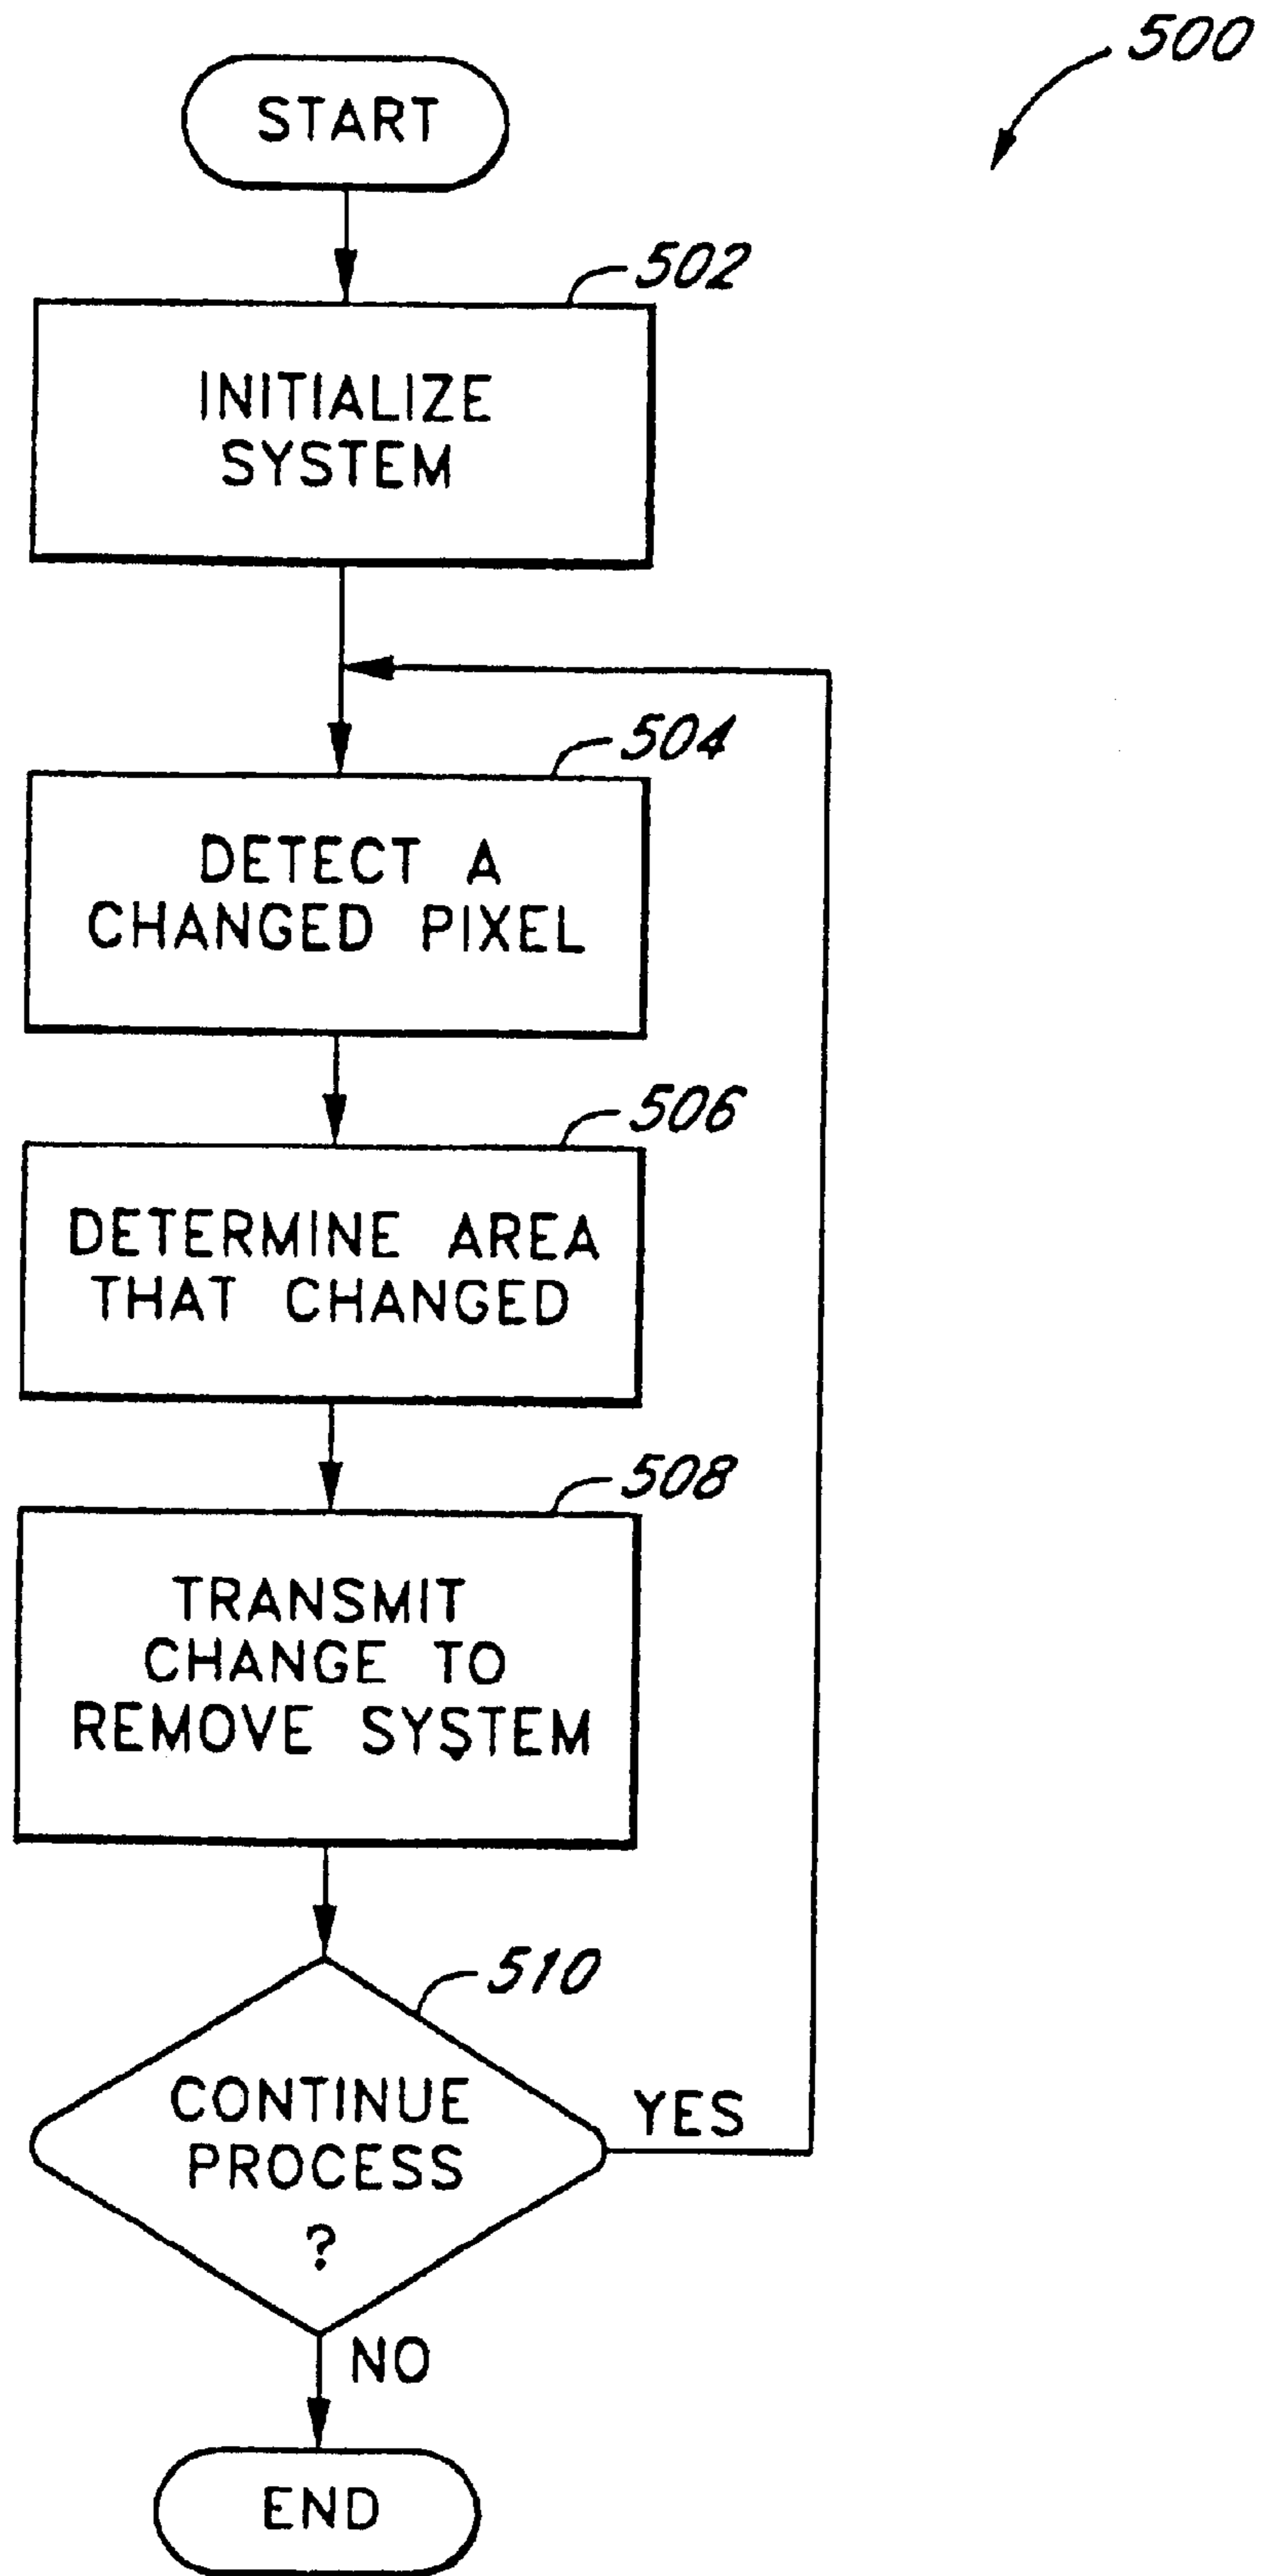 500
START
502
INITIALIZE
SYSTEM
504
DETECT A
CHANGED PIXEL
506
DETERMINE AREA
THAT CHANGED
508
TRANSMIT
CHANGE TO
REMOVE SYSTEM
510
CONTINUE
PROCESS
?
YES
NO
END